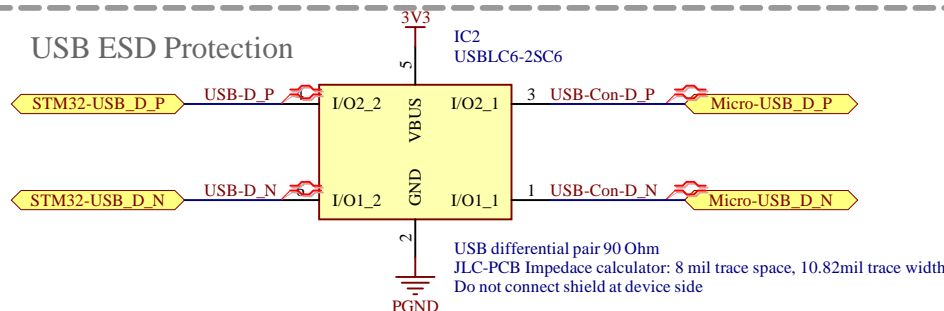 3V3
USB ESD Protection
IC2
USBLC6-2SC6
5
STM32-USB_D_P
USB-D_P
4
I/O2_2
VBUS
I/O2_1
3
USB-Con-D_P
Micro-USB_D_P
STM32-USB_D_N
USB-D_N
6
I/O1_2
GND
I/O1_1
1
USB-Con-D_N
Micro-USB_D_N
2
USB differential pair 90 Ohm
JLC-PCB Impedace calculator: 8 mil trace space, 10.82mil trace width
Do not connect shield at device side
PGND